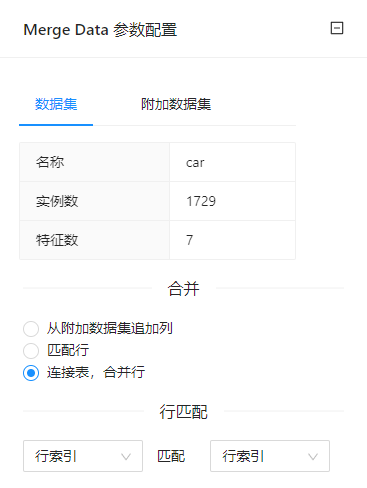 Merge Data 参数配置
数据集 附加数据集
名称 car
实例数 1729
特征数 7
合并
从附加数据集追加列
匹配行
连接表，合并行
行匹配
行索引 匹配 行索引